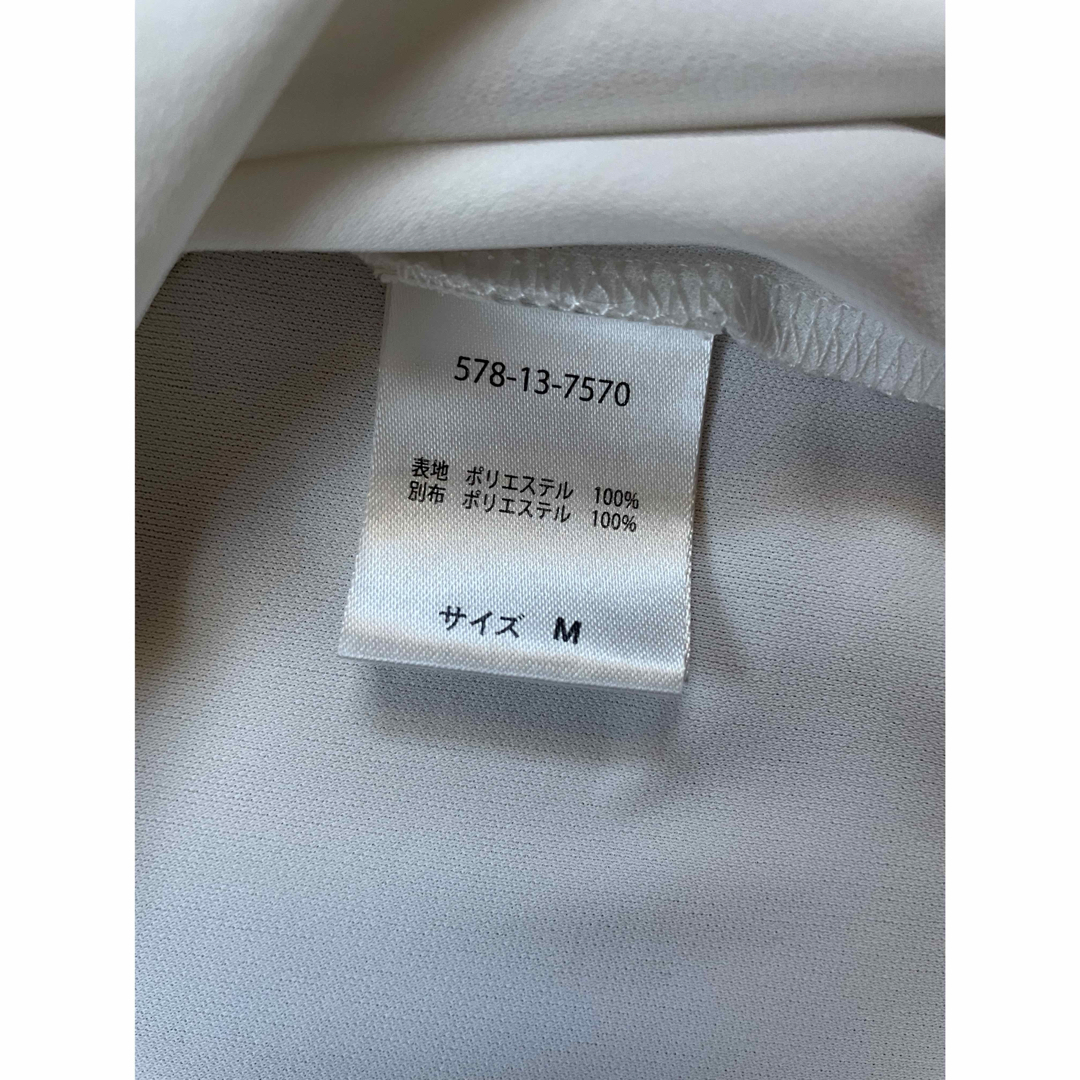 578-13-7570
表地 ポリエステル 100%
別布 ポリエステル 100%
サイズ M